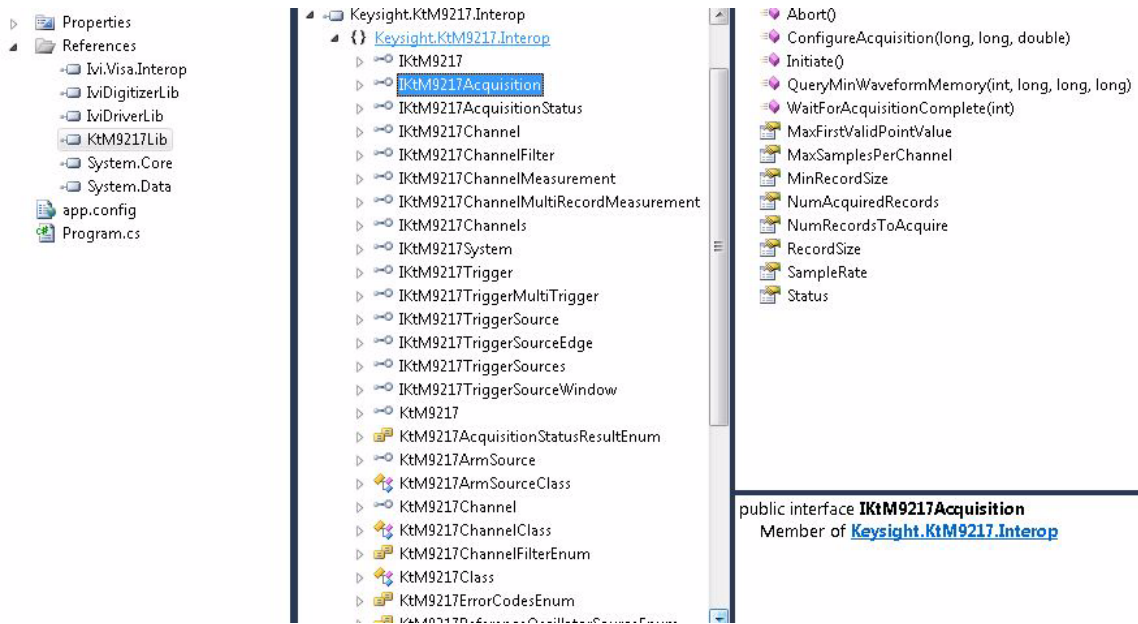 Properties
References
Ivi.Visa.Interop
IviDigitizerLib
IviDriverLib
KtM9217Lib
System.Core
System.Data
app.config
Program.cs
Keysight.KtM9217.Interop
{} Keysight.KtM9217.Interop
IKtM9217
IKtM9217Acquisition
IKtM9217AcquisitionStatus
IKtM9217Channel
IKtM9217ChannelFilter
IKtM9217ChannelMeasurement
IKtM9217ChannelMultiRecordMeasurement
IKtM9217Channels
IKtM9217System
IKtM9217Trigger
IKtM9217TriggerMultiTrigger
IKtM9217TriggerSource
IKtM9217TriggerSourceEdge
IKtM9217TriggerSources
IKtM9217TriggerSourceWindow
KtM9217
KtM9217AcquisitionStatusResultEnum
KtM9217ArmSource
KtM9217ArmSourceClass
KtM9217Channel
KtM9217ChannelClass
KtM9217ChannelFilterEnum
KtM9217Class
KtM9217ErrorCodesEnum
KtM9217ReferenceOscillatorSourceEnum
Abort()
ConfigureAcquisition(long, long, double)
Initiate()
QueryMinWaveformMemory(int, long, long, long)
WaitForAcquisitionComplete(int)
MaxFirstValidPointValue
MaxSamplesPerChannel
MinRecordSize
NumAcquiredRecords
NumRecordsToAcquire
RecordSize
SampleRate
Status
public interface IKtM9217Acquisition
Member of Keysight.KtM9217.Interop